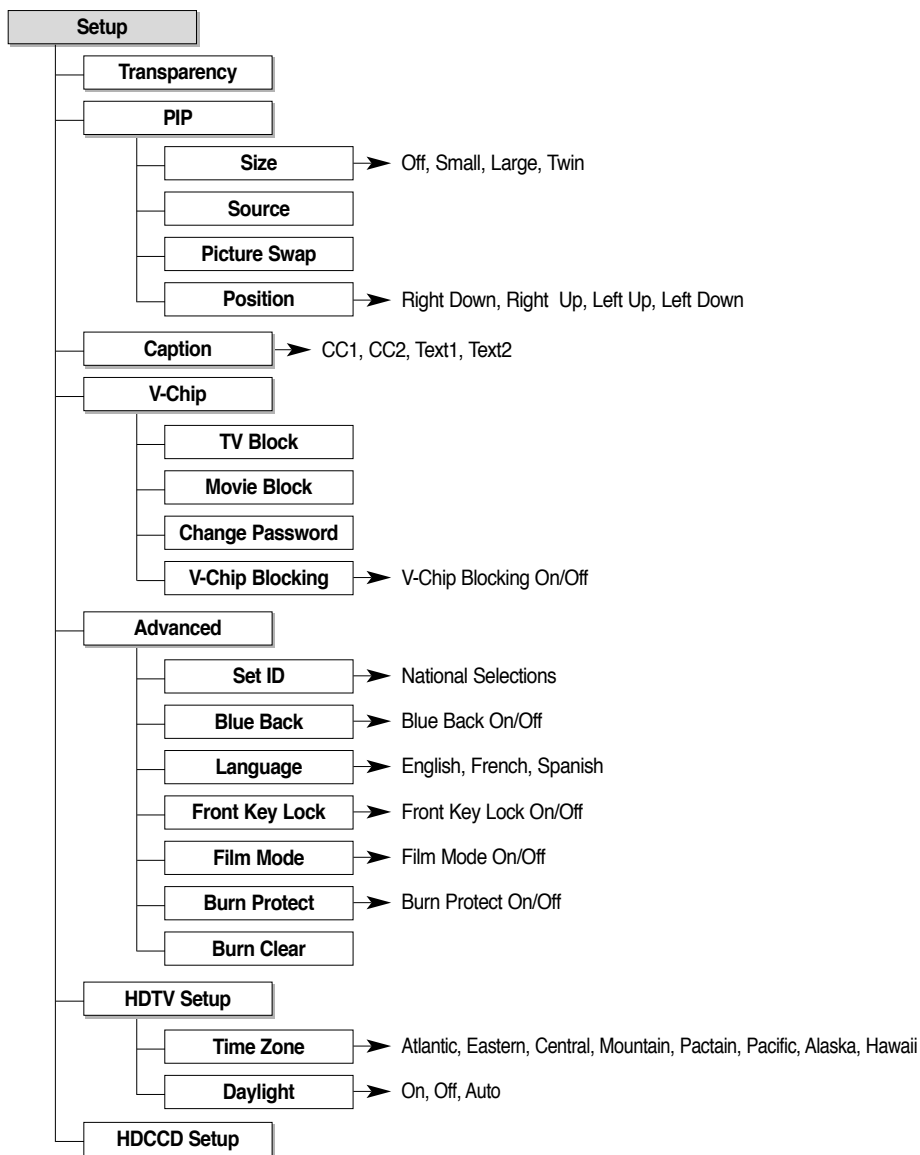 Setup
Transparency
PIP
Size Off, Small, Large, Twin
Source
Picture Swap
Position Right Down, Right Up, Left Up, Left Down
Caption CC1, CC2, Text1, Text2
V-Chip
TV Block
Movie Block
Change Password
V-Chip Blocking V-Chip Blocking On/Off
Advanced
Set ID National Selections
Blue Back Blue Back On/Off
Language English, French, Spanish
Front Key Lock Front Key Lock On/Off
Film Mode Film Mode On/Off
Burn Protect Burn Protect On/Off
Burn Clear
HDTV Setup
Time Zone Atlantic, Eastern, Central, Mountain, Pactain, Pacific, Alaska, Hawaii
Daylight On, Off, Auto
HDCCD Setup